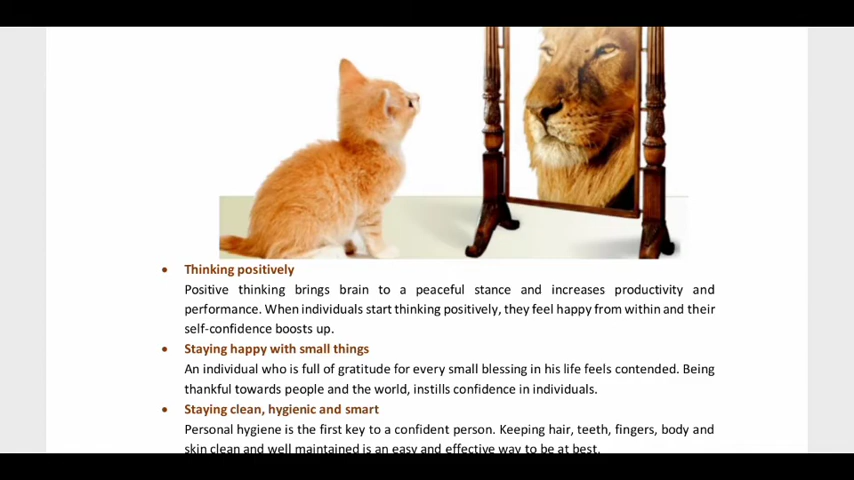 • Thinking positively
Positive thinking brings brain to a peaceful stance and increases productivity and
performance. When individuals start thinking positively, they feel happy from within and their
self-confidence boosts up.
• Staying happy with small things
An individual who is full of gratitude for every small blessing in his life feels contended. Being
thankful towards people and the world, instills confidence in individuals.
• Staying clean, hygienic and smart
Personal hygiene is the first key to a confident person. Keeping hair, teeth, fingers, body and
skin clean and well maintained is an easy and effective way to be at best.